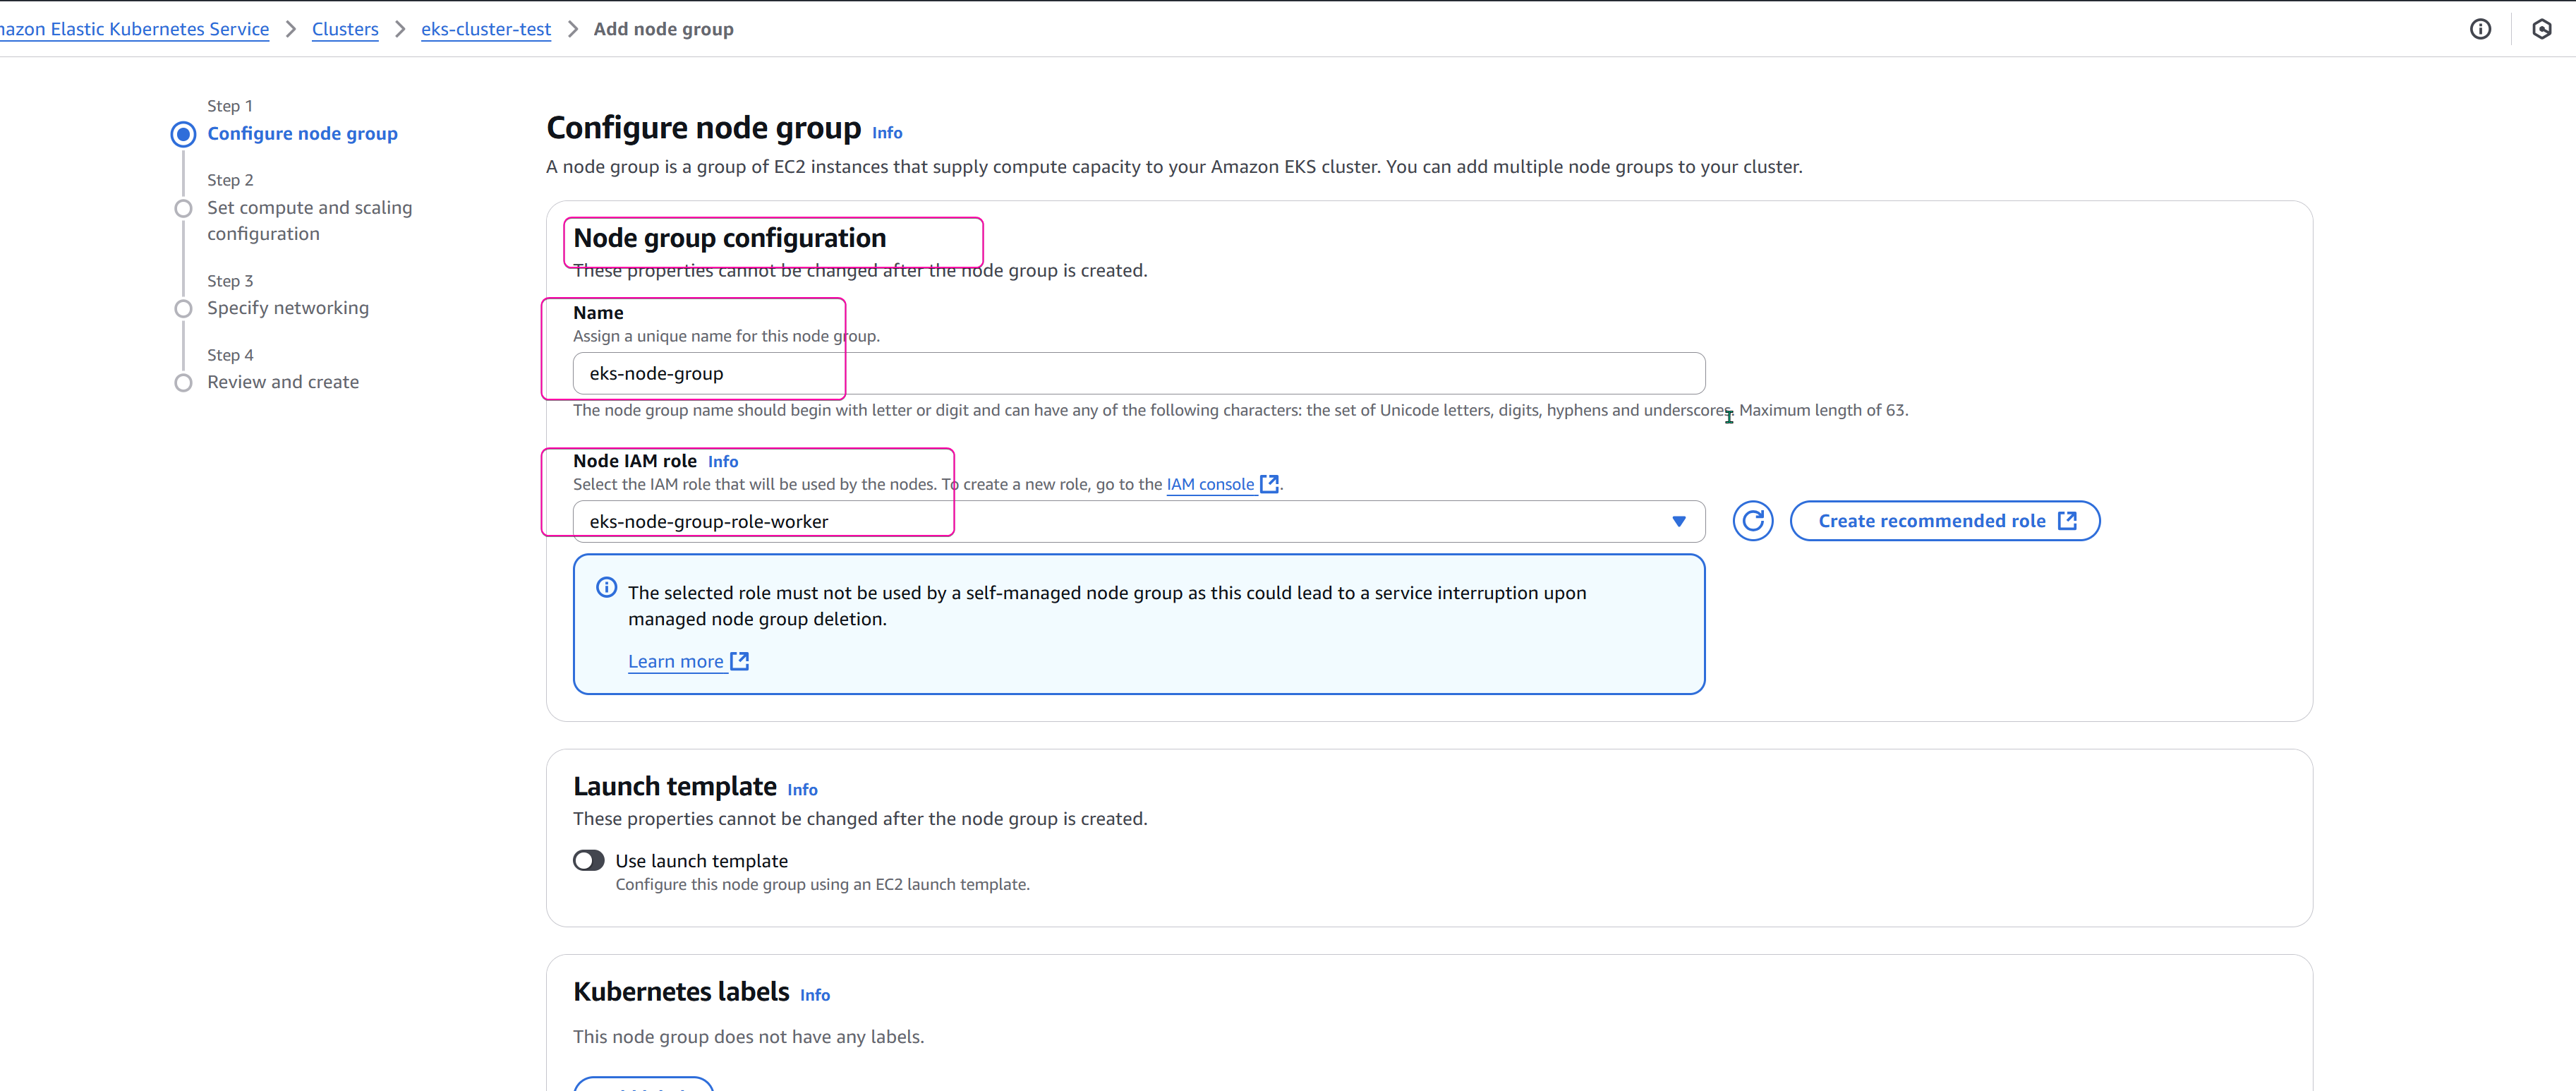 Elastic Kubernetes Service > Clusters > eks-cluster-test > Add node group
Step 1
Configure node group
Step 2
Set compute and scaling
configuration
Step 3
Specify networking
Step 4
Review and create
Configure node group Info
A node group is a group of EC2 instances that supply compute capacity to your Amazon EKS cluster. You can add multiple node groups to your cluster.
Node group configuration
These properties cannot be changed after the node group is created.
Name
Assign a unique name for this node group.
eks-node-group
The node group name should begin with letter or digit and can have any of the following characters: the set of Unicode letters, digits, hyphens and underscores. Maximum length of 63.
Node IAM role Info
Select the IAM role that will be used by the nodes. To create a new role, go to the IAM console.
eks-node-group-role-worker
Create recommended role
The selected role must not be used by a self-managed node group as this could lead to a service interruption upon
managed node group deletion.
Learn more
Launch template Info
These properties cannot be changed after the node group is created.
Use launch template
Configure this node group using an EC2 launch template.
Kubernetes labels Info
This node group does not have any labels.